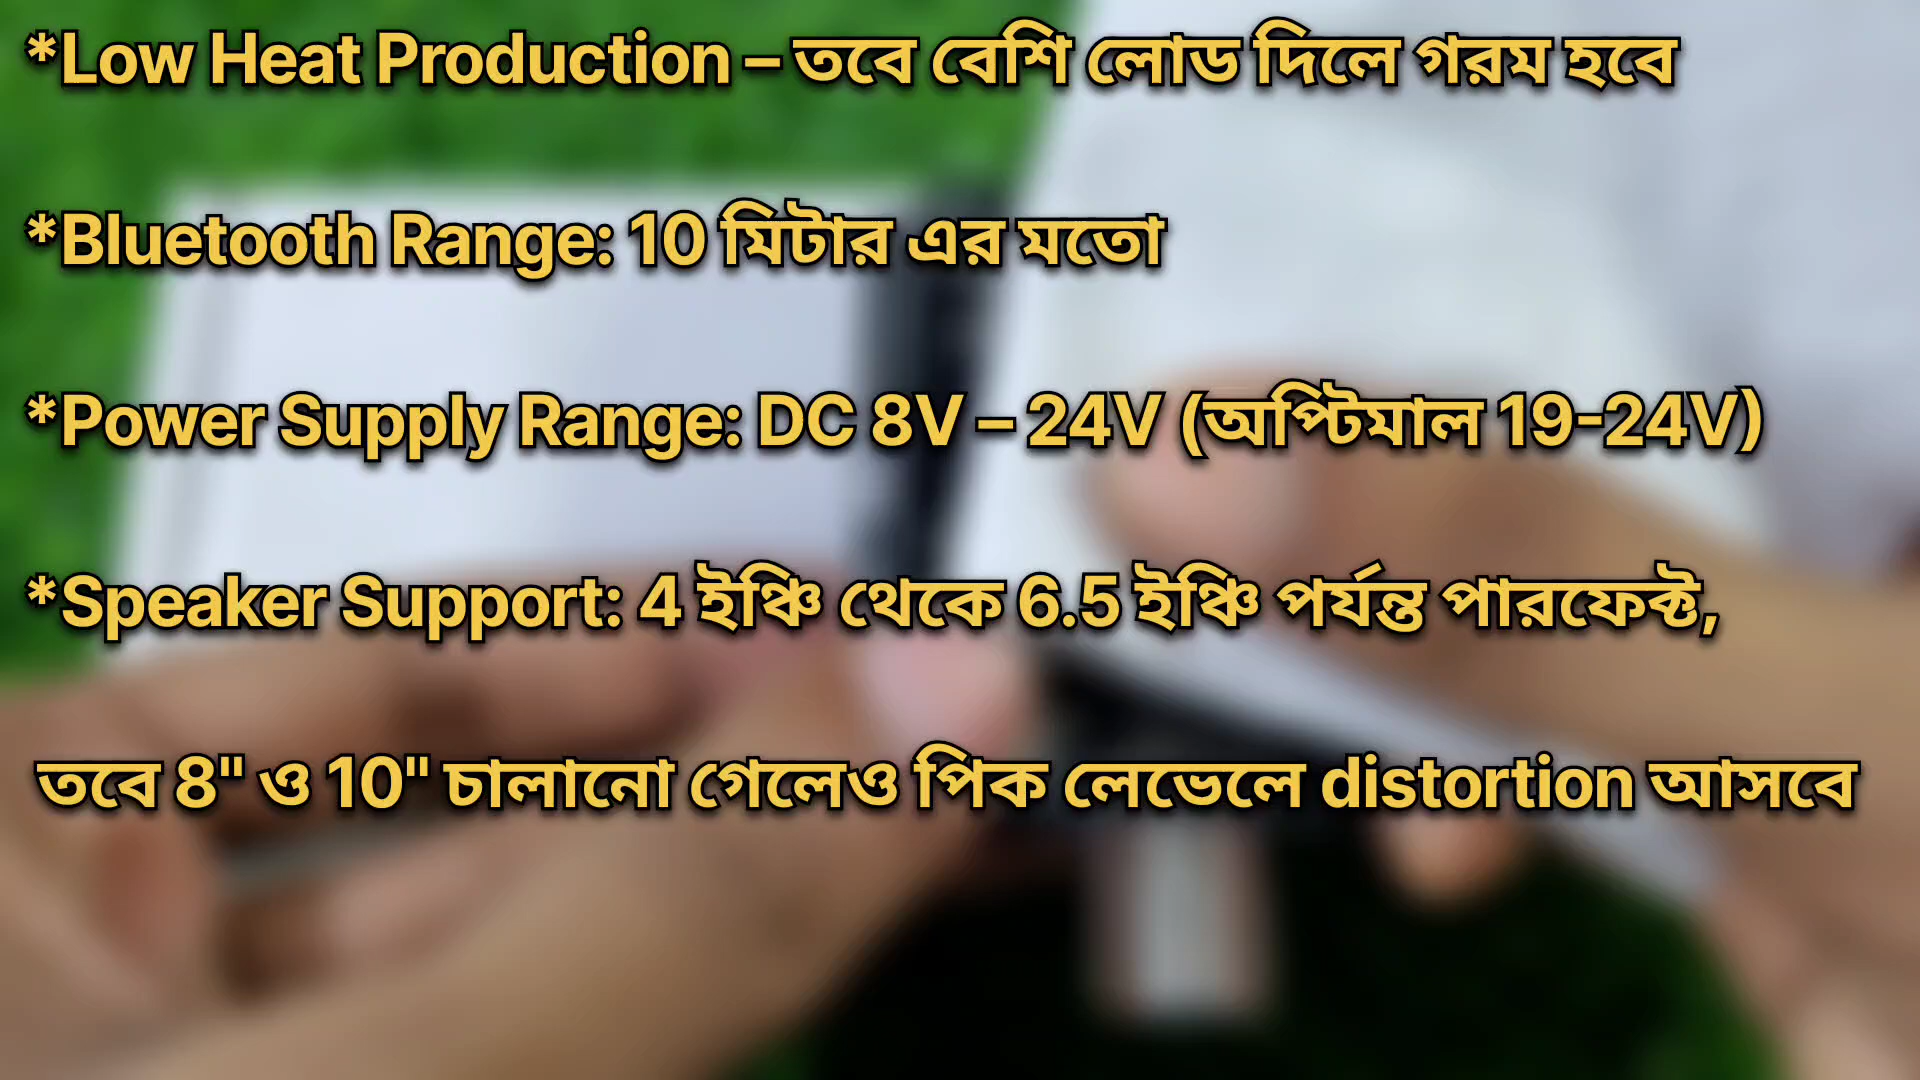 *Low Heat Production – তবে বেশি লোড দিলে গরম হবে
*Bluetooth Range: 10 মিটার এর মতো
*Power Supply Range: DC 8V – 24V (অপ্টিমাল 19-24V)
*Speaker Support: 4 ইঞ্চি থেকে 6.5 ইঞ্চি পর্যন্ত পারফেক্ট,
তবে 8" ও 10" চালানো গেলেও পিক লেভেলে distortion আসবে